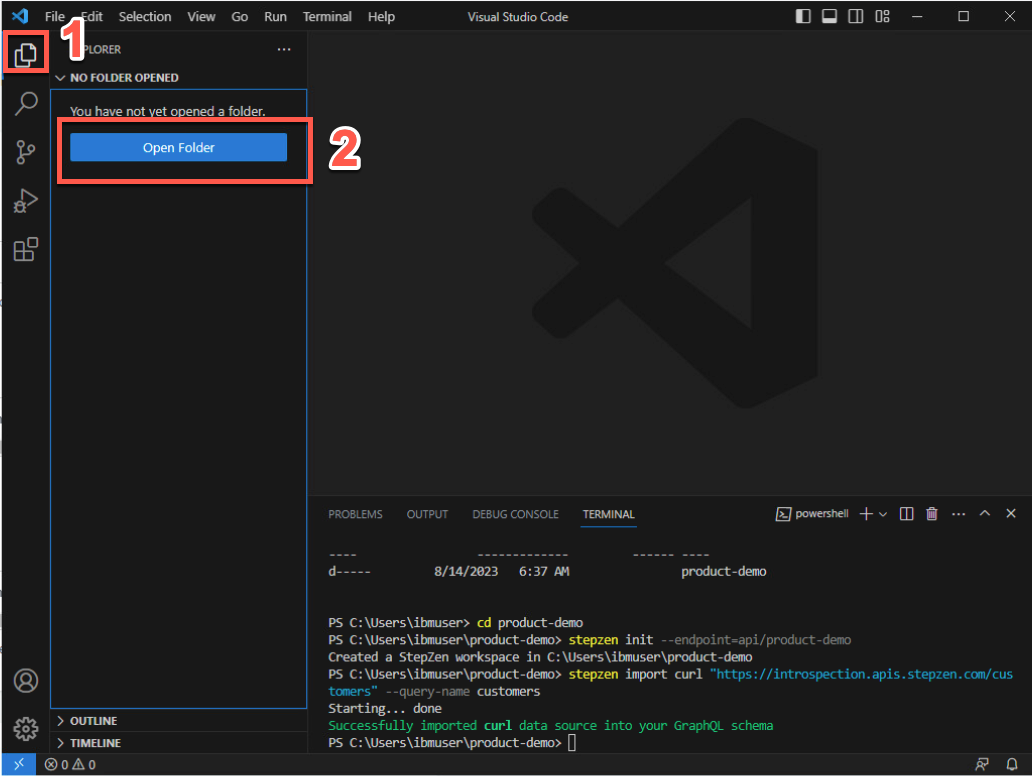 File Edit Selection View Go Run Terminal Help Visual Studio Code
1
PLORER
NO FOLDER OPENED
You have not yet opened a folder.
Open Folder
2
PROBLEMS OUTPUT DEBUG CONSOLE TERMINAL powershell
---- ------------- ------ ----
d----- 8/14/2023 6:37 AM product-demo
PS C:\Users\ibmuser> cd product-demo
PS C:\Users\ibmuser\product-demo> stepzen init --endpoint=api/product-demo
Created a StepZen workspace in C:\Users\ibmuser\product-demo
PS C:\Users\ibmuser\product-demo> stepzen import curl "https://introspection.apis.stepzen.com/cus
tomers" --query-name customers
Starting... done
Successfully imported curl data source into your GraphQL schema
PS C:\Users\ibmuser\product-demo>
OUTLINE
TIMELINE
0 0